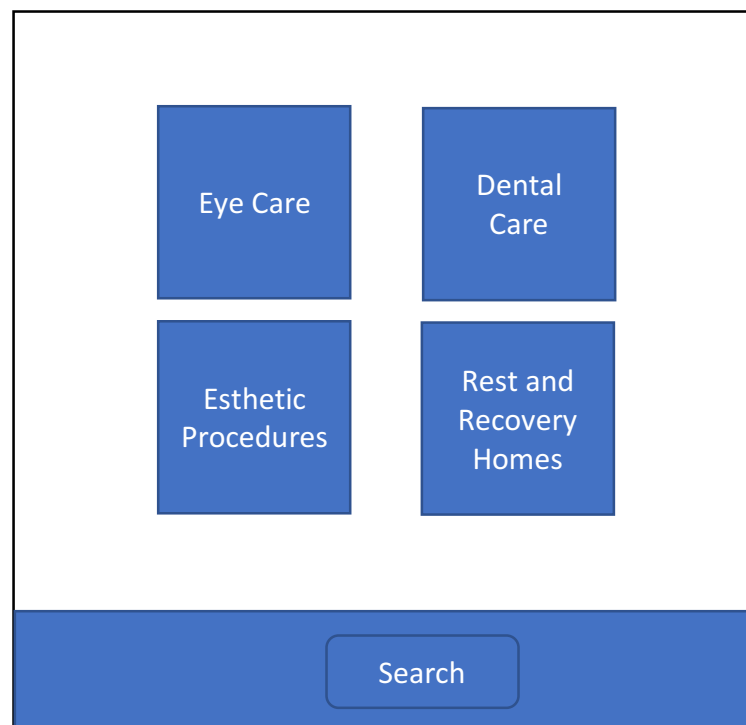 Eye Care
Dental
Care
Esthetic
Procedures
Rest and
Recovery
Homes
Search